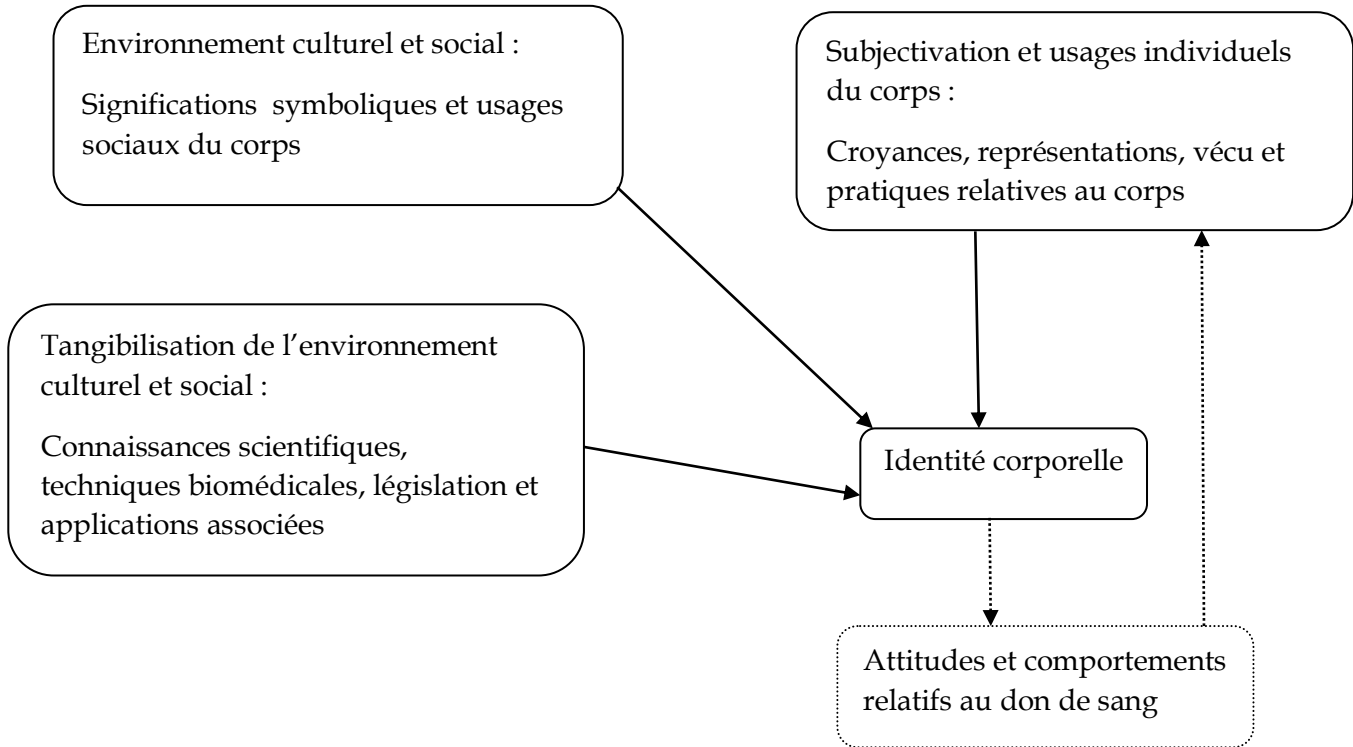 Environnement culturel et social :
Significations symboliques et usages
sociaux du corps
Subjectivation et usages individuels
du corps :
Croyances, représentations, vécu et
pratiques relatives au corps
Tangibilisation de l’environnement
culturel et social :
Connaissances scientifiques,
techniques biomédicales, législation et
applications associées
Identité corporelle
Attitudes et comportements
relatifs au don de sang